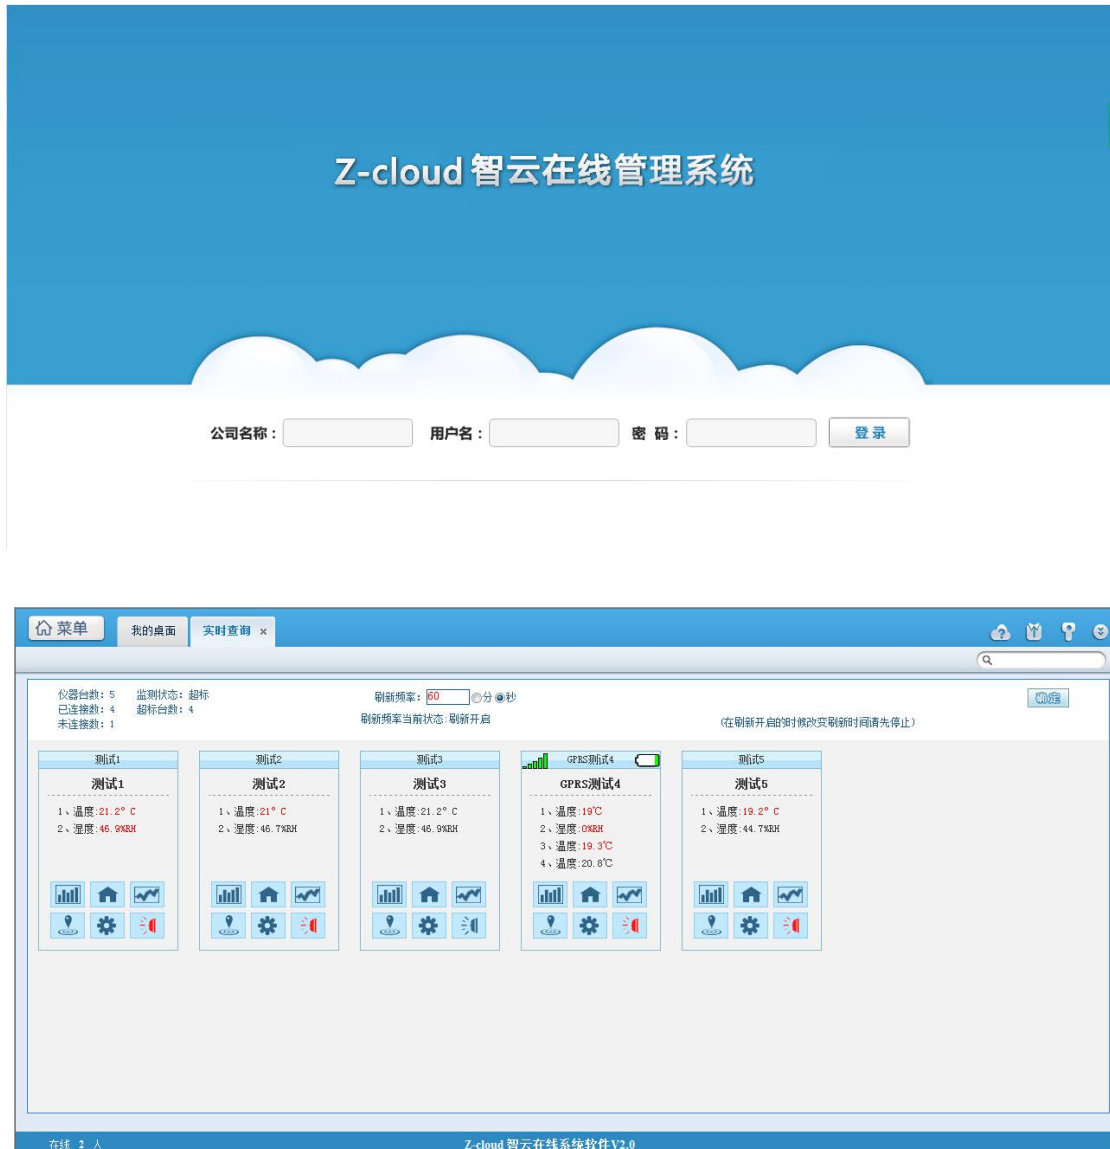 Z-cloud 智云在线管理系统
公司名称： 用户名： 密 码： 登 录
菜单 我的桌面 实时查询 ×
仪器台数：5 监测状态：超标 刷新频率：60 分 秒 确定
已连接数：4 超标台数：4 刷新频率当前状态:刷新开启 (在刷新开启的时候改变刷新时间请先停止)
未连接数：1
测试1 测试2 测试3 GPRS测试4 测试5
测试1 测试2 测试3 GPRS测试4 测试5
1、温度:21.2° C 1、温度:21° C 1、温度:21.2° C 1、温度:19℃ 1、温度:19.2° C
2、湿度:46.9%RH 2、湿度:46.7%RH 2、湿度:46.9%RH 2、湿度:0%RH 2、湿度:44.7%RH
3、温度:19.3℃
4、温度:20.8℃
在线 2 人 Z-cloud 智云在线系统软件V2.0